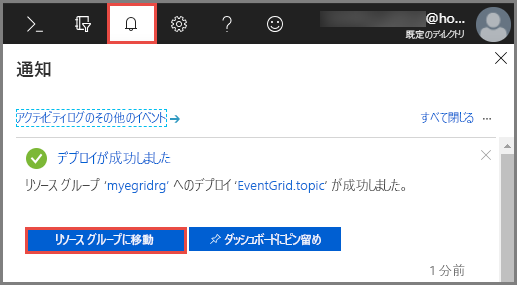 @ho...
既定のディレクトリ
通知
アクティビティログのその他のイベント →
すべて閉じる ...
デプロイが成功しました
リソース グループ 'myegridrg' へのデプロイ 'EventGrid.topic' が成功しました。
リソース グループに移動
ダッシュボードにピン留め
1 分前